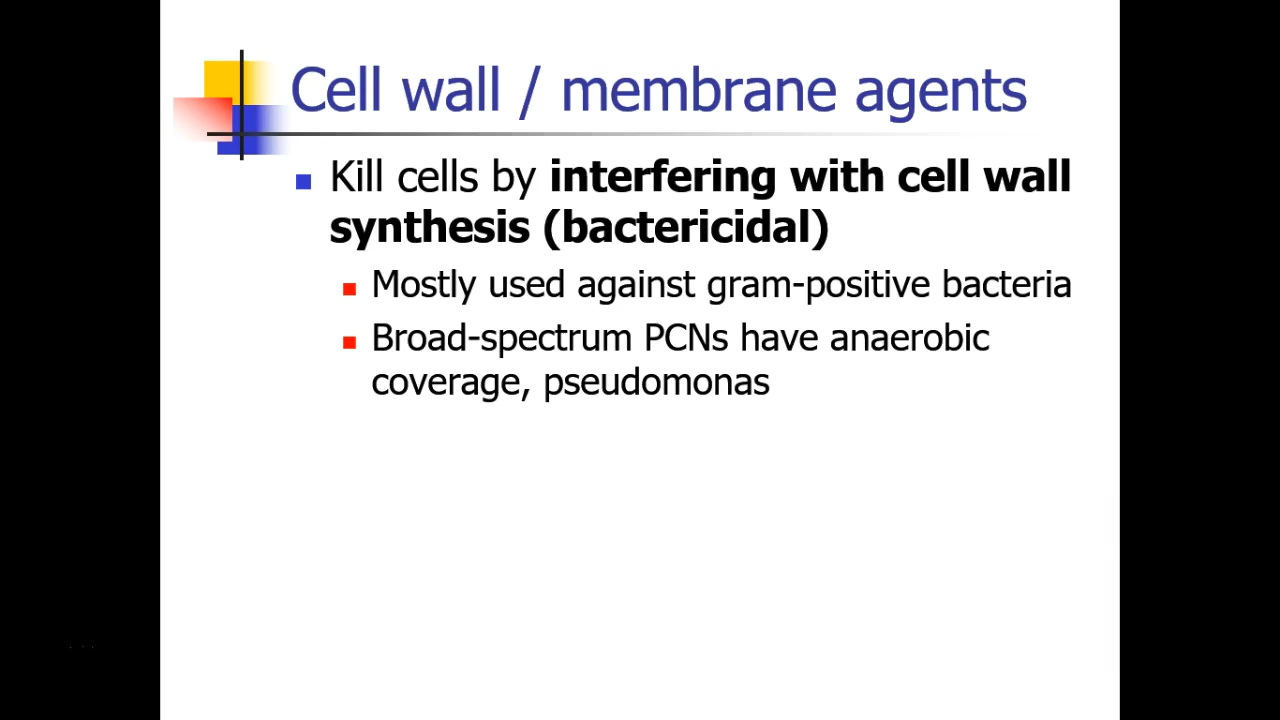 Cell wall / membrane agents
Kill cells by interfering with cell wall
synthesis (bactericidal)
Mostly used against gram-positive bacteria
Broad-spectrum PCNs have anaerobic
coverage, pseudomonas